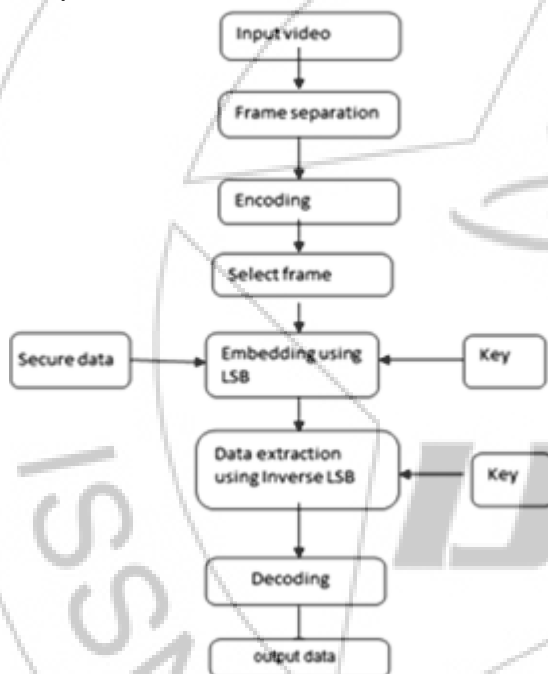 Input video
Frame separation
Encoding
Select frame
Secure data
Embedding using
LSB
Key
Data extraction
using Inverse LSB
Key
Decoding
output data
ISSN